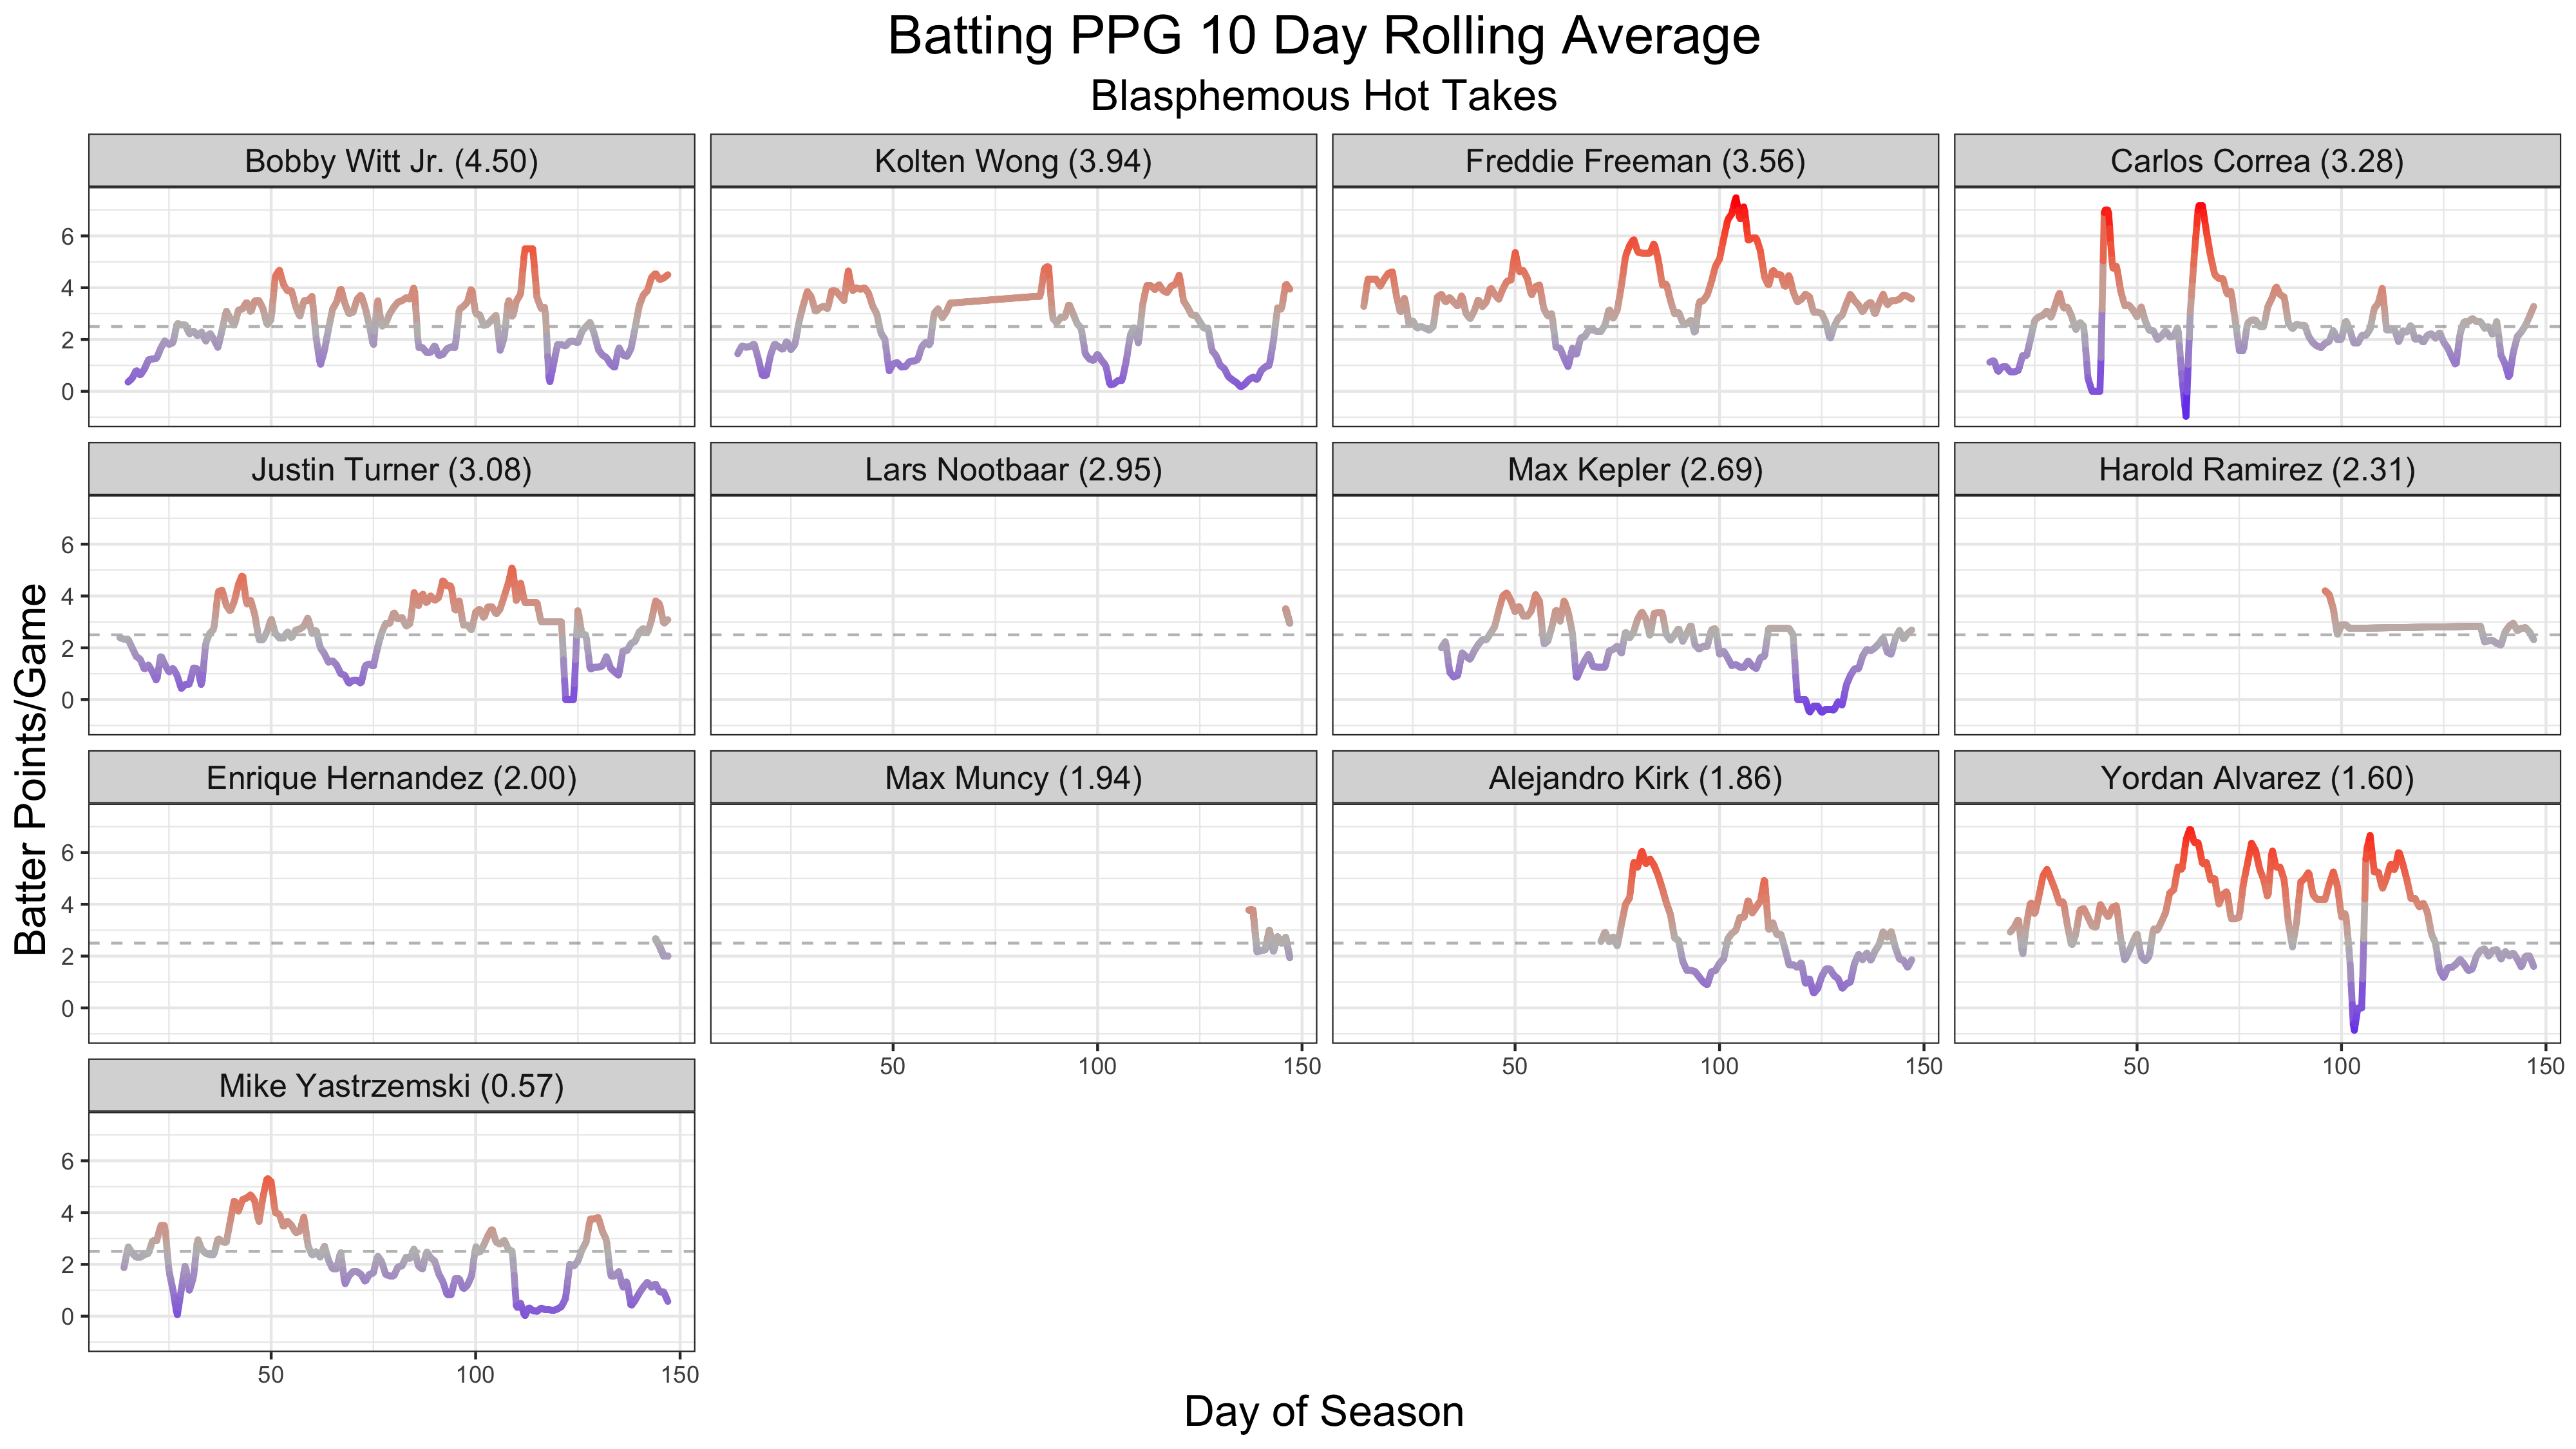 Batting PPG 10 Day Rolling Average
Blasphemous Hot Takes
Bobby Witt Jr. (4.50)
Kolten Wong (3.94)
Freddie Freeman (3.56)
Carlos Correa (3.28)
6
4
2
0
Justin Turner (3.08)
Lars Nootbaar (2.95)
Max Kepler (2.69)
Harold Ramirez (2.31)
6
4
2
0
Enrique Hernandez (2.00)
Max Muncy (1.94)
Alejandro Kirk (1.86)
Yordan Alvarez (1.60)
6
4
2
0
50 100 150
50 100 150
50 100 150
Mike Yastrzemski (0.57)
6
4
2
0
50 100 150
Batter Points/Game
Day of Season